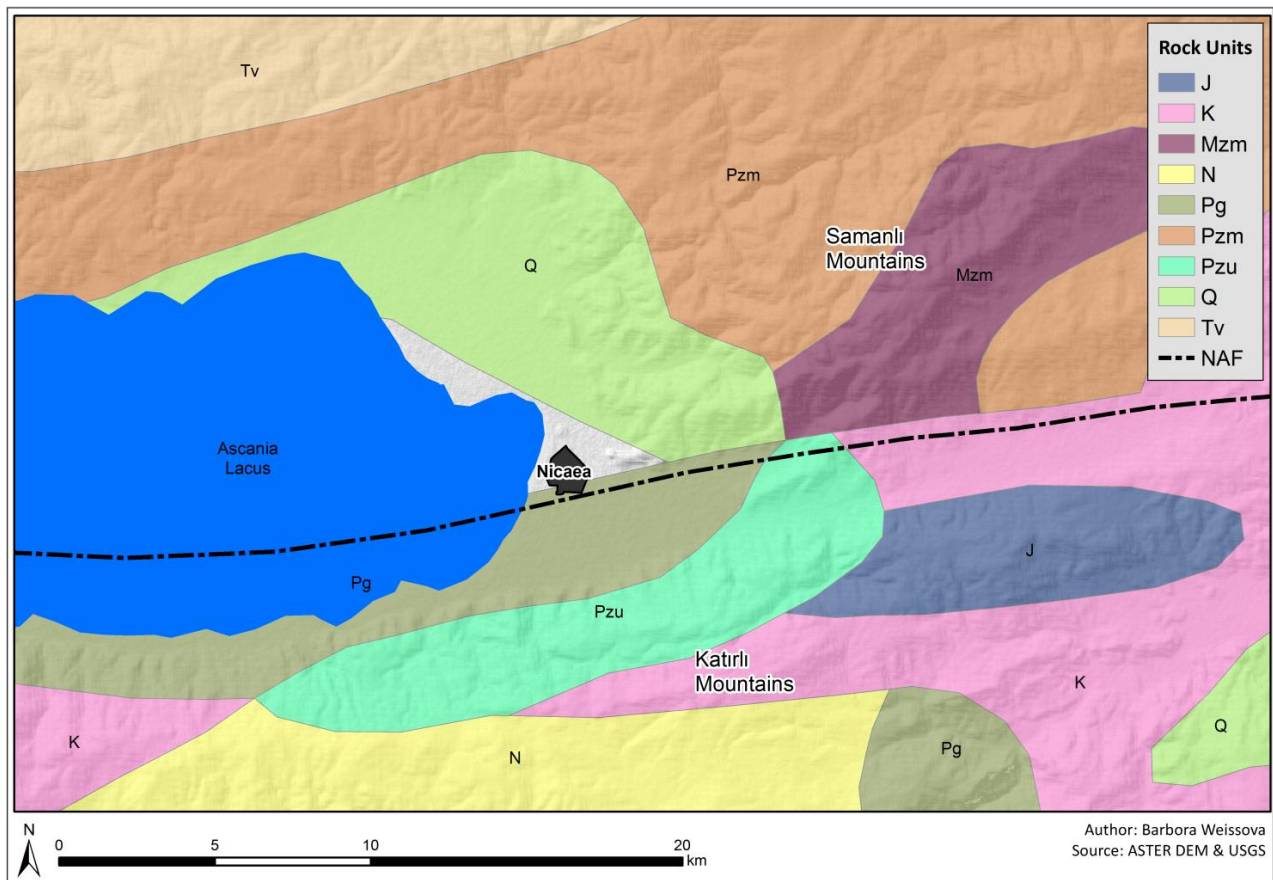 Tv
Pzm
Q
Samanlı
Mountains
Mzm
Ascania
Lacus
Nicaea
Pg
Pzu
J
Katırlı
Mountains
K
K
N
Pg
Q
Rock Units
J
K
Mzm
N
Pg
Pzm
Pzu
Q
Tv
NAF
N
0
5
10
20
km
Author: Barbora Weissova
Source: ASTER DEM & USGS